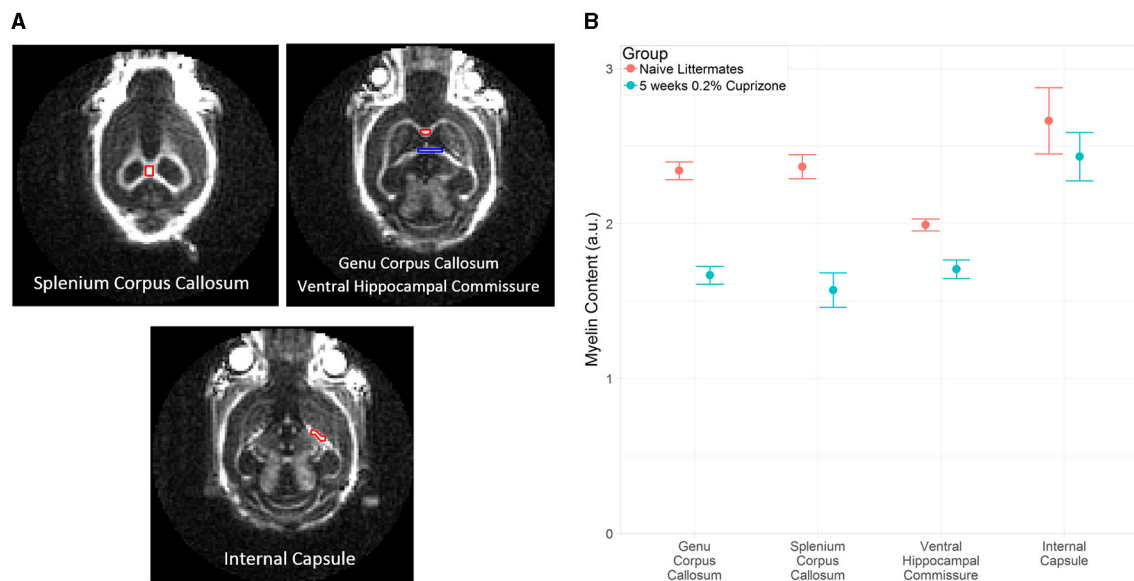 A
Splenium Corpus Callosum
Genu Corpus Callosum
Ventral Hippocampal Commissure
Internal Capsule
B
Group
Naive Littermates
5 weeks 0.2% Cuprizone
Myelin Content (a.u.)
3
2
1
0
Genu
Corpus
Callosum
Splenium
Corpus
Callosum
Ventral
Hippocampal
Commissure
Internal
Capsule